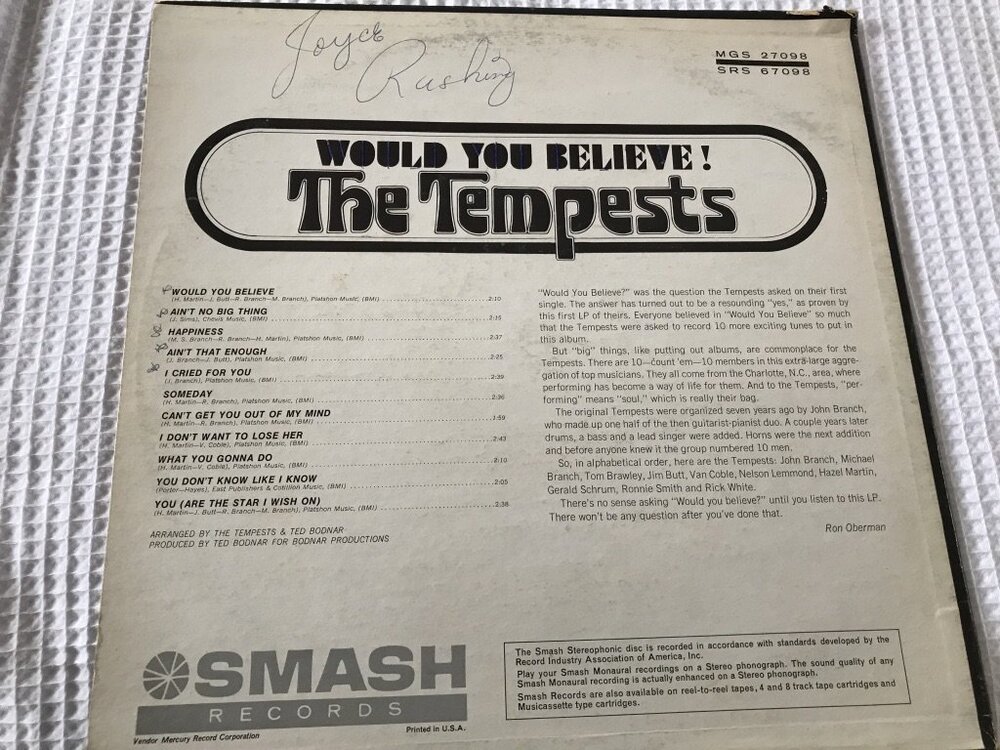 Joyce
Rushing
MGS 27098
SRS 67098
WOULD YOU BELIEVE!
The Tempests
WOULD YOU BELIEVE
(H. Martin—J. Butt—R. Branch—M. Branch), Platshon Music, (BMI) 2:10
AIN'T NO BIG THING
(J. Sims), Chevis Music, (BMI) 2:15
HAPPINESS
(M. S. Branch—R. Branch—H. Martin), Platshon Music, (BMI) 2:37
AIN'T THAT ENOUGH
(J. Branch—J. Butt), Platshon Music, (BMI) 2:25
I CRIED FOR YOU
(J. Branch), Platshon Music, (BMI) 2:39
SOMEDAY
(H. Martin—R. Branch), Platshon Music, (BMI) 2:36
CAN'T GET YOU OUT OF MY MIND
(H. Martin—R. Branch), Platshon Music, (BMI) 1:59
I DON'T WANT TO LOSE HER
(H. Martin—V. Coble), Platshon Music, (BMI) 2:43
WHAT YOU GONNA DO
(H. Martin—V. Coble), Platshon Music, (BMI) 2:10
YOU DON'T KNOW LIKE I KNOW
(Porter—Hayes), East Publishers & Cotillion Music, (BMI) 2:05
YOU (ARE THE STAR I WISH ON)
(H. Martin—J. Butt—R. Branch—M. Branch), Platshon Music, (BMI) 2:38
ARRANGED BY THE TEMPESTS & TED BODNAR
PRODUCED BY TED BODNAR FOR BODNAR PRODUCTIONS
"Would You Believe?" was the question the Tempests asked on their first
single. The answer has turned out to be a resounding "yes," as proven by
this first LP of theirs. Everyone believed in "Would You Believe" so much
that the Tempests were asked to record 10 more exciting tunes to put in
this album.
But "big" things, like putting out albums, are commonplace for the
Tempests. There are 10—count 'em—10 members in this extra-large aggre-
gation of top musicians. They all come from the Charlotte, N.C., area, where
performing has become a way of life for them. And to the Tempests, "per-
forming" means "soul," which is really their bag.
The original Tempests were organized seven years ago by John Branch,
who made up one half of the then guitarist-pianist duo. A couple years later
drums, a bass and a lead singer were added. Horns were the next addition
and before anyone knew it the group numbered 10 men.
So, in alphabetical order, here are the Tempests: John Branch, Michael
Branch, Tom Brawley, Jim Butt, Van Coble, Nelson Lemmond, Hazel Martin,
Gerald Schrum, Ronnie Smith and Rick White.
There's no sense asking "Would you believe?" until you listen to this LP.
There won't be any question after you've done that.
Ron Oberman
SMASH
RECORDS
Vendor Mercury Record Corporation
Printed in U.S.A.
The Smash Stereophonic disc is recorded in accordance with standards developed by the
Record Industry Association of America, Inc.
Play your Smash Monaural recordings on a Stereo phonograph. The sound quality of any
Smash Monaural recording is actually enhanced on a Stereo phonograph.
Smash Records are also available on reel-to-reel tapes, 4 and 8 track tape cartridges and
Musicassette type cartridges.